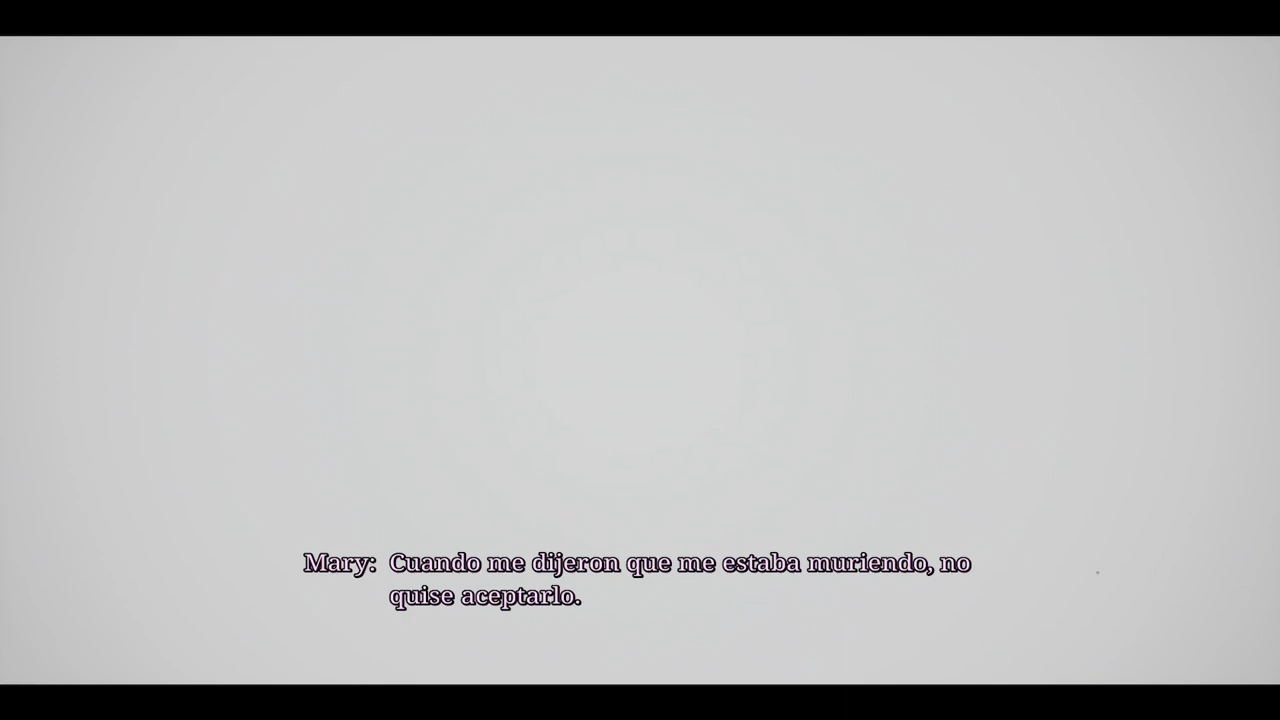 Mary: Cuando me dijeron que me estaba muriendo, no
quise aceptarlo.